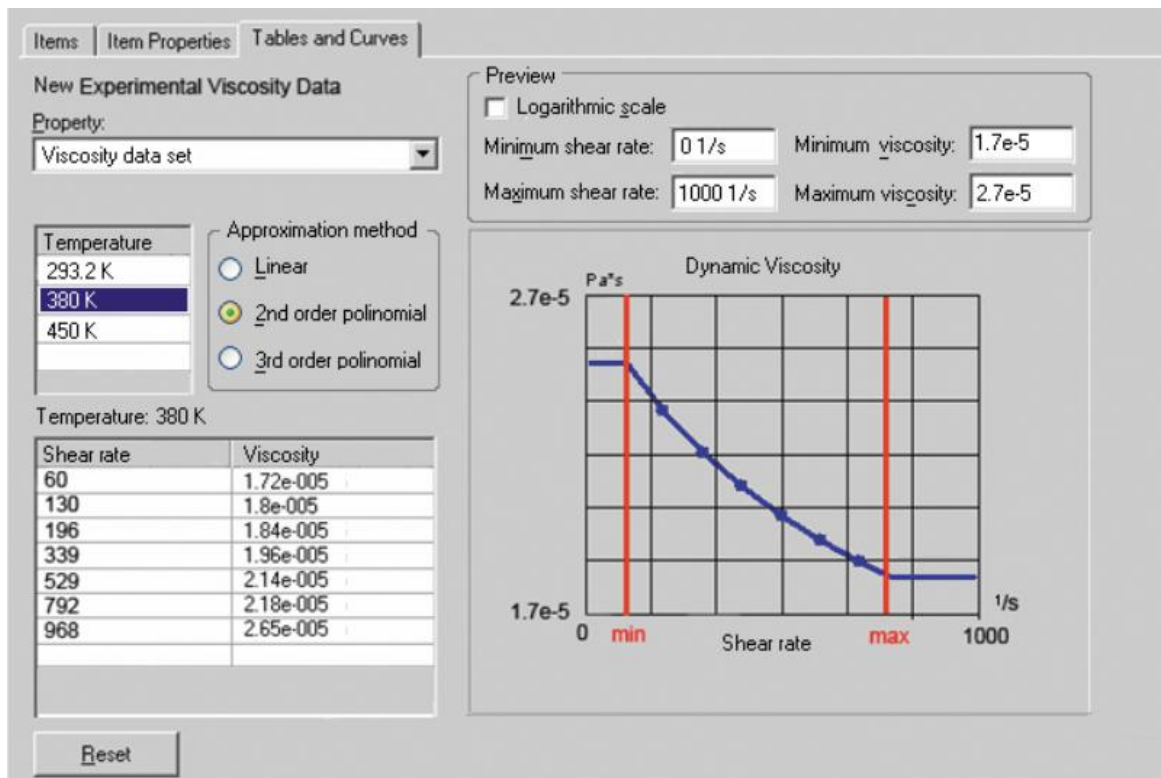 Items Item Properties Tables and Curves
New Experimental Viscosity Data
Property:
Viscosity data set
Temperature
293.2 K
380 K
450 K
Approximation method
Linear
2nd order polinomial
3rd order polinomial
Temperature: 380 K
Shear rate Viscosity
60 1.72e-005
130 1.8e-005
196 1.84e-005
339 1.96e-005
529 2.14e-005
792 2.18e-005
968 2.65e-005
Reset
Preview
Logarithmic scale
Minimum shear rate: 0 1/s Minimum viscosity: 1.7e-5
Maximum shear rate: 1000 1/s Maximum viscosity: 2.7e-5
Dynamic Viscosity
Pa*s
2.7e-5
1.7e-5
1/s
0 min Shear rate max 1000